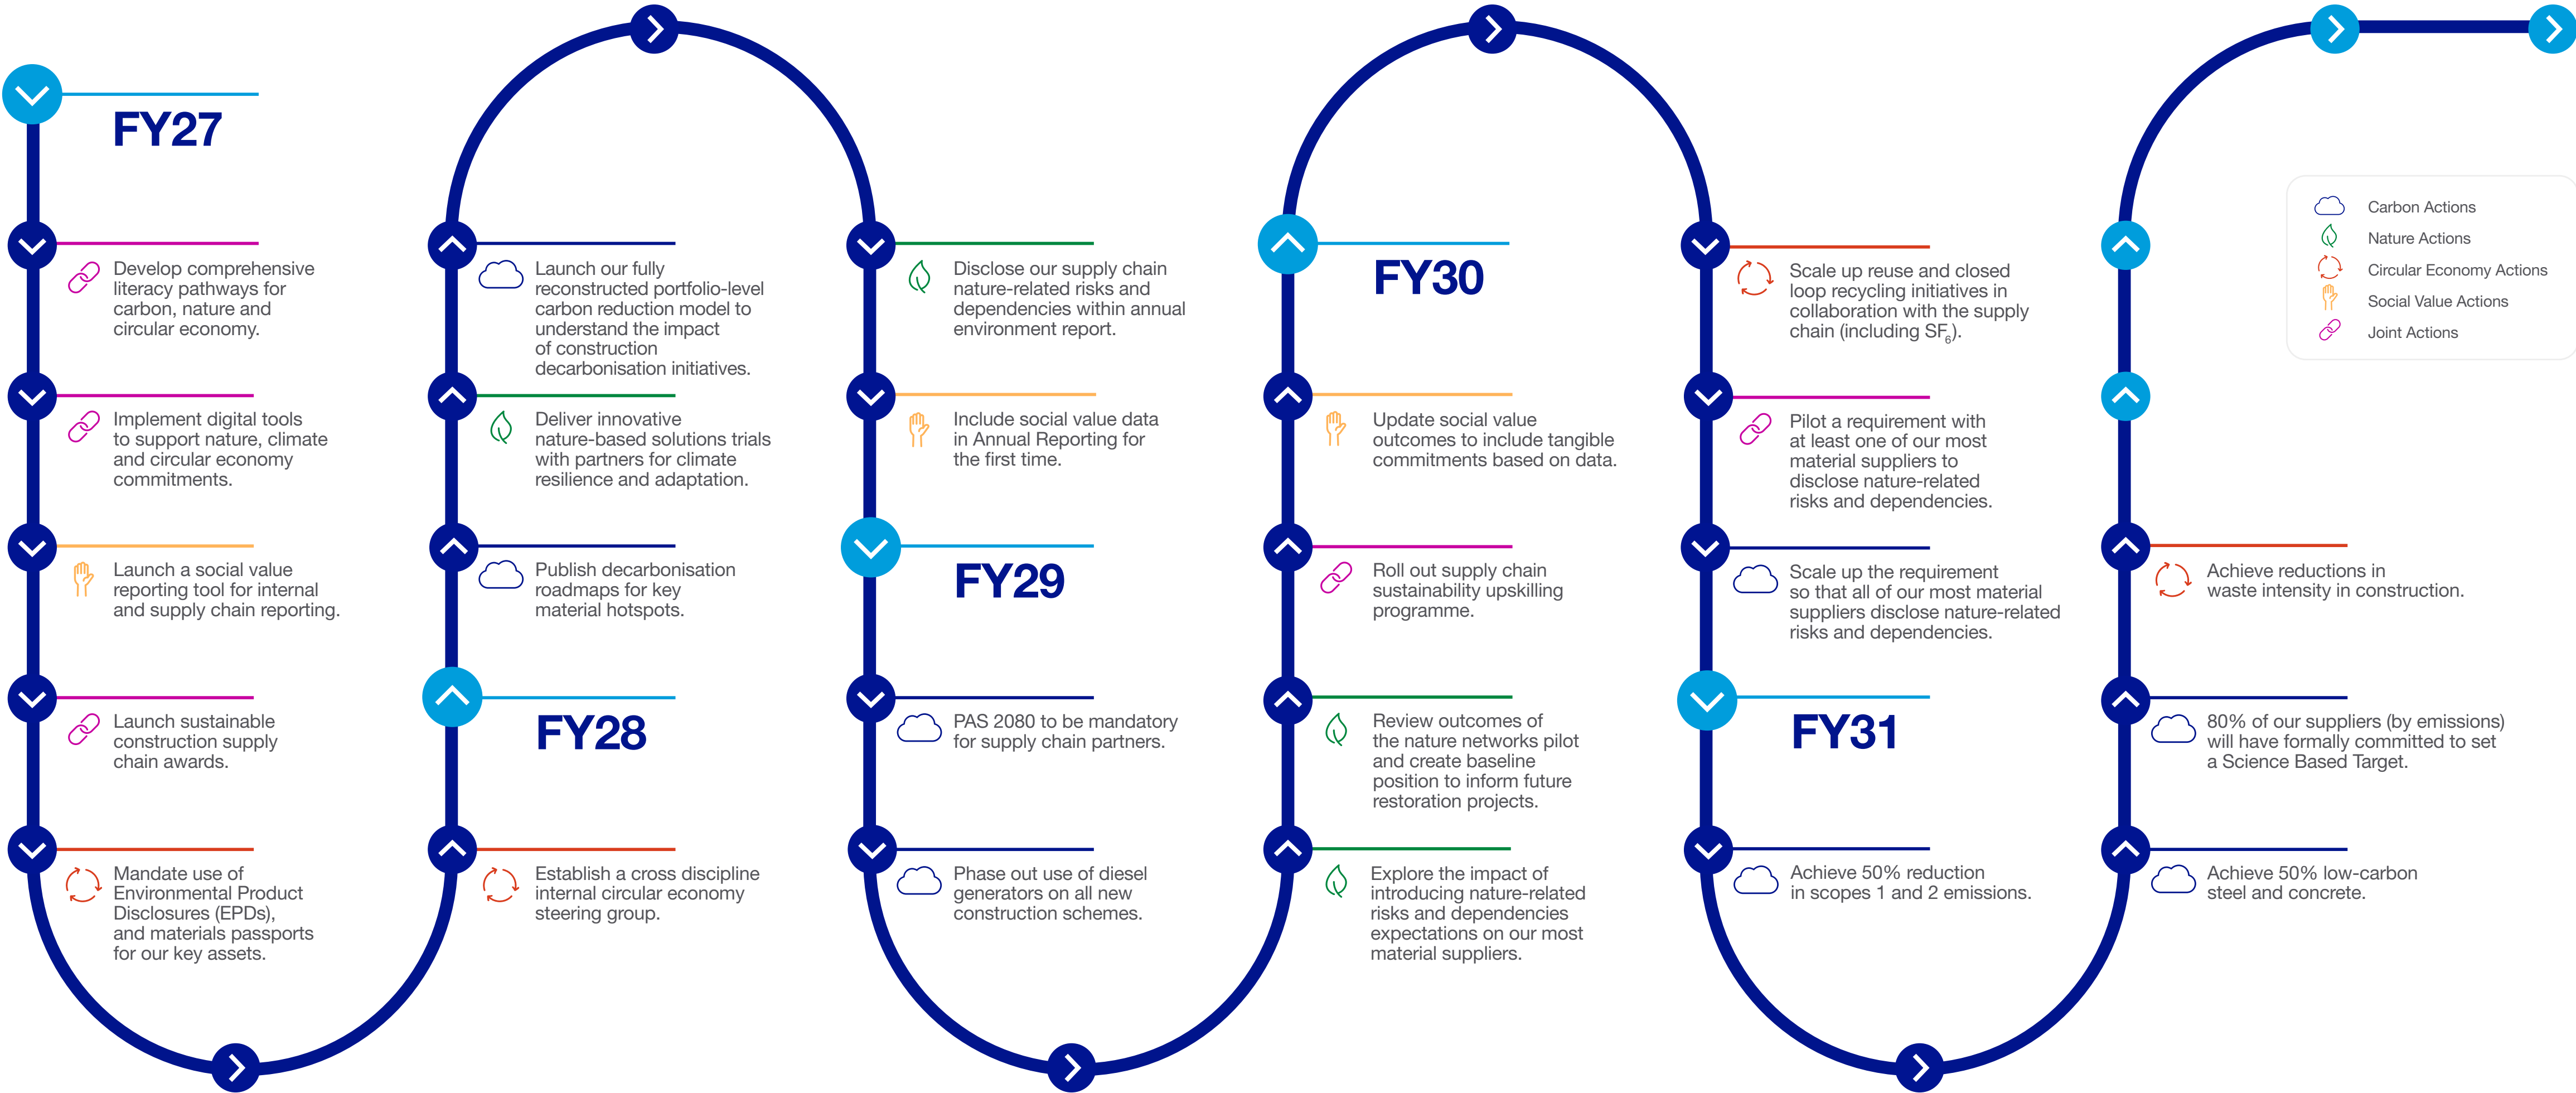 FY27
Develop comprehensive
literacy pathways for
carbon, nature and
circular economy.
Implement digital tools
to support nature, climate
and circular economy
commitments.
Launch a social value
reporting tool for internal
and supply chain reporting.
Launch sustainable
construction supply
chain awards.
Mandate use of
Environmental Product
Disclosures (EPDs),
and materials passports
for our key assets.
Establish a cross discipline
internal circular economy
steering group.
FY28
Publish decarbonisation
roadmaps for key
material hotspots.
Deliver innovative
nature-based solutions trials
with partners for climate
resilience and adaptation.
Launch our fully
reconstructed portfolio-level
carbon reduction model to
understand the impact
of construction
decarbonisation initiatives.
Disclose our supply chain
nature-related risks and
dependencies within annual
environment report.
Include social value data
in Annual Reporting for
the first time.
FY29
PAS 2080 to be mandatory
for supply chain partners.
Phase out use of diesel
generators on all new
construction schemes.
Explore the impact of
introducing nature-related
risks and dependencies
expectations on our most
material suppliers.
Review outcomes of
the nature networks pilot
and create baseline
position to inform future
restoration projects.
Roll out supply chain
sustainability upskilling
programme.
Update social value
outcomes to include tangible
commitments based on data.
FY30
Scale up reuse and closed
loop recycling initiatives in
collaboration with the supply
chain (including SF₆).
Pilot a requirement with
at least one of our most
material suppliers to
disclose nature-related
risks and dependencies.
Scale up the requirement
so that all of our most material
suppliers disclose nature-related
risks and dependencies.
FY31
Achieve 50% reduction
in scopes 1 and 2 emissions.
Achieve 50% low-carbon
steel and concrete.
80% of our suppliers (by emissions)
will have formally committed to set
a Science Based Target.
Achieve reductions in
waste intensity in construction.
Carbon Actions
Nature Actions
Circular Economy Actions
Social Value Actions
Joint Actions